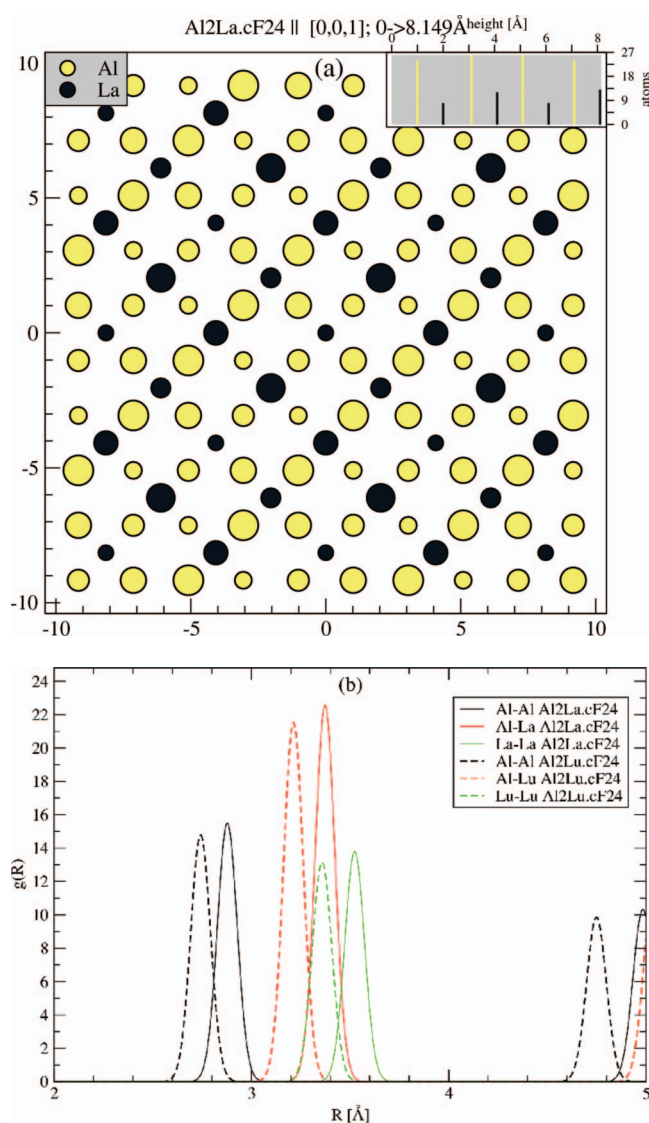 Al2La.cF24 || [0,0,1]; 0->8.149Å
height [Å]
0 2 4 6 8
27
18
9
0
atoms
(a)
Al
La
10
5
0
-5
-10
-10 -5 0 5 10
(b)
24
22
20
18
16
14
12
10
8
6
4
2
0
g(R)
Al-Al Al2La.cF24
Al-La Al2La.cF24
La-La Al2La.cF24
Al-Al Al2Lu.cF24
Al-Lu Al2Lu.cF24
Lu-Lu Al2Lu.cF24
2 3 4 5
R [Å]